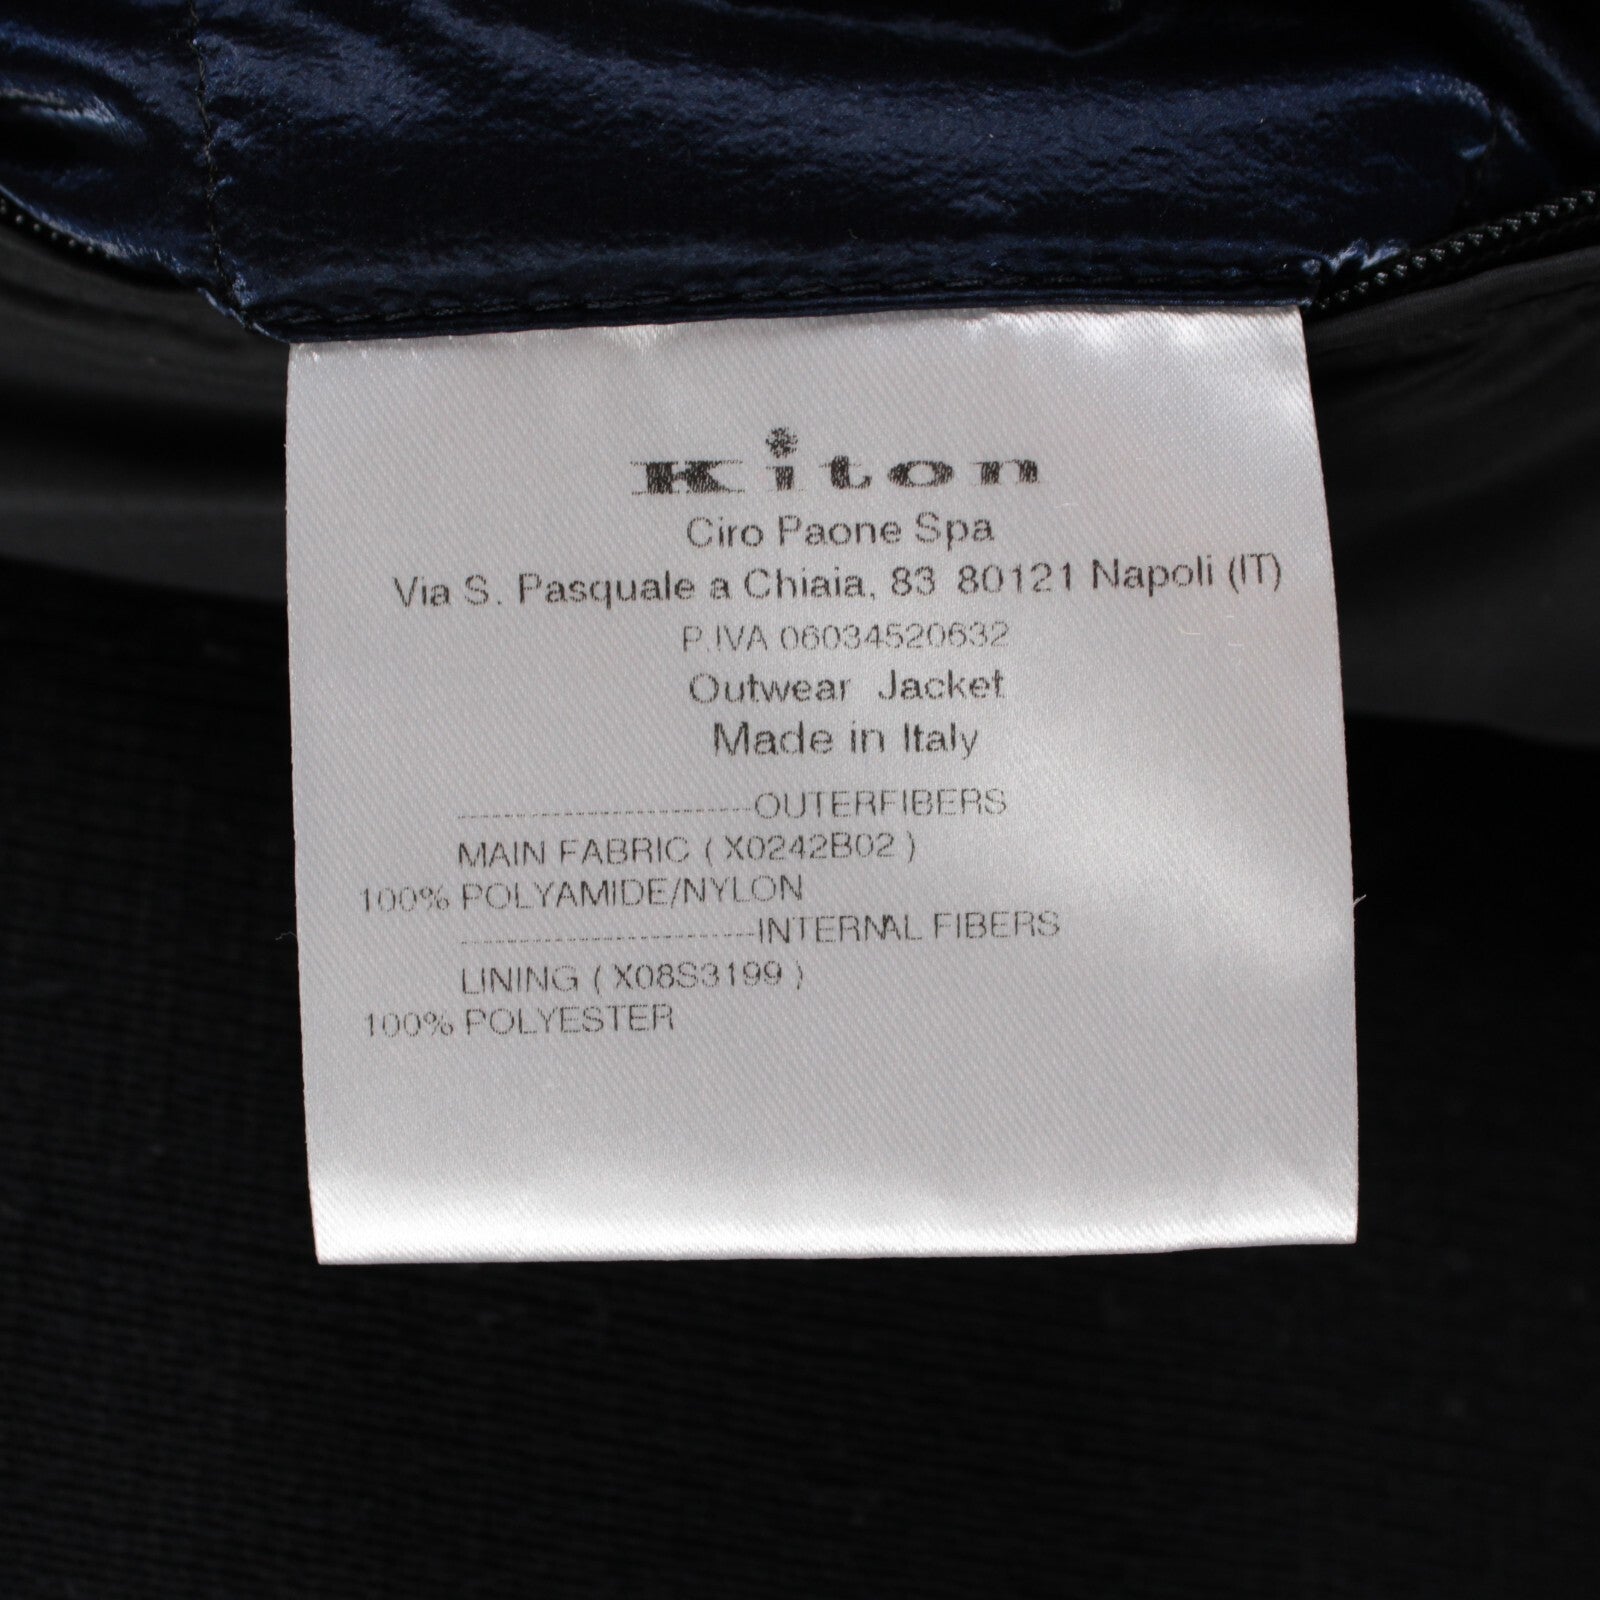 Kiton
Ciro Paone Spa
Via S. Pasquale a Chiaia, 83 80121 Napoli (IT)
P.IVA 06034520632
Outwear Jacket
Made in Italy
-------------------------OUTERFIBERS
MAIN FABRIC ( X0242B02 )
100% POLYAMIDE/NYLON
-------------------------INTERNAL FIBERS
LINING ( X08S3199 )
100% POLYESTER